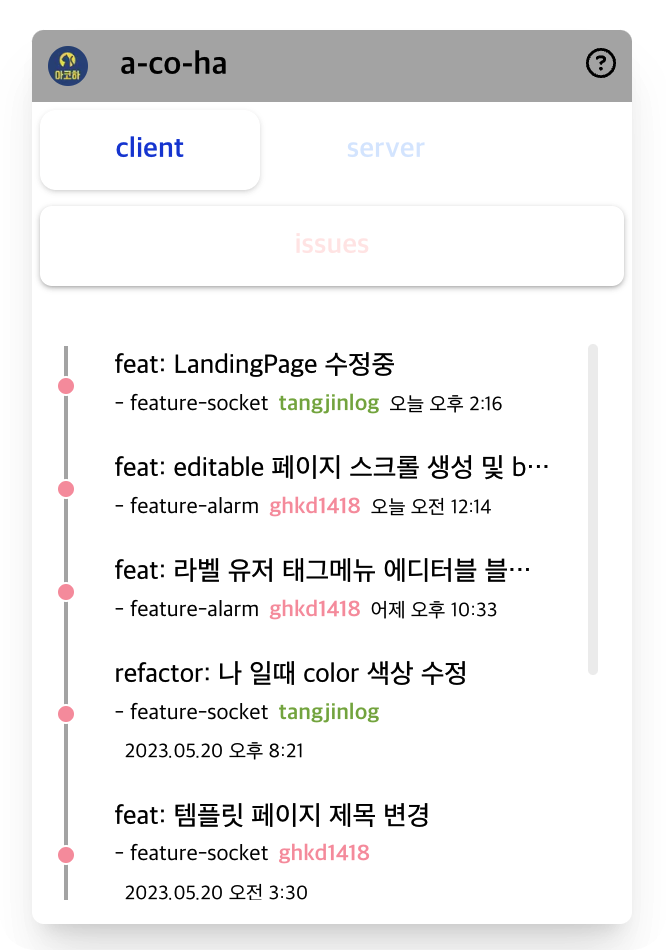 아코하
a-co-ha
?
client
server
issues
feat: LandingPage 수정중
- feature-socket tangjinlog 오늘 오후 2:16
feat: editable 페이지 스크롤 생성 및 b…
- feature-alarm ghkd1418 오늘 오전 12:14
feat: 라벨 유저 태그메뉴 에디터블 블…
- feature-alarm ghkd1418 어제 오후 10:33
refactor: 나 일때 color 색상 수정
- feature-socket tangjinlog
2023.05.20 오후 8:21
feat: 템플릿 페이지 제목 변경
- feature-socket ghkd1418
2023.05.20 오전 3:30